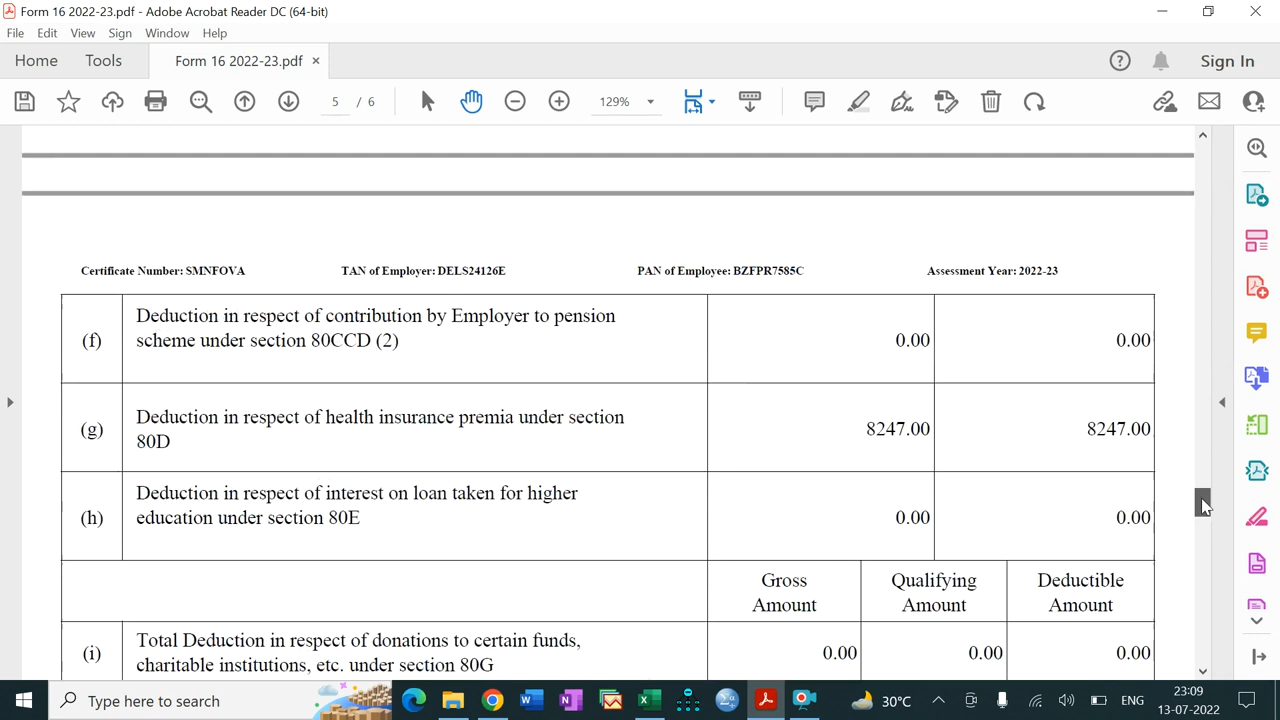 Form 16 2022-23.pdf - Adobe Acrobat Reader DC (64-bit)
File Edit View Sign Window Help
Home Tools Form 16 2022-23.pdf × Sign In
5 / 6 129%
Certificate Number: SMNFOVA TAN of Employer: DELS24126E PAN of Employee: BZFPR7585C Assessment Year: 2022-23
Deduction in respect of contribution by Employer to pension
(f) scheme under section 80CCD (2) 0.00 0.00
Deduction in respect of health insurance premia under section
(g) 80D 8247.00 8247.00
Deduction in respect of interest on loan taken for higher
(h) education under section 80E 0.00 0.00
Gross Qualifying Deductible
Amount Amount Amount
Total Deduction in respect of donations to certain funds,
(i) charitable institutions, etc. under section 80G 0.00 0.00 0.00
Type here to search 30°C ENG 23:09
13-07-2022